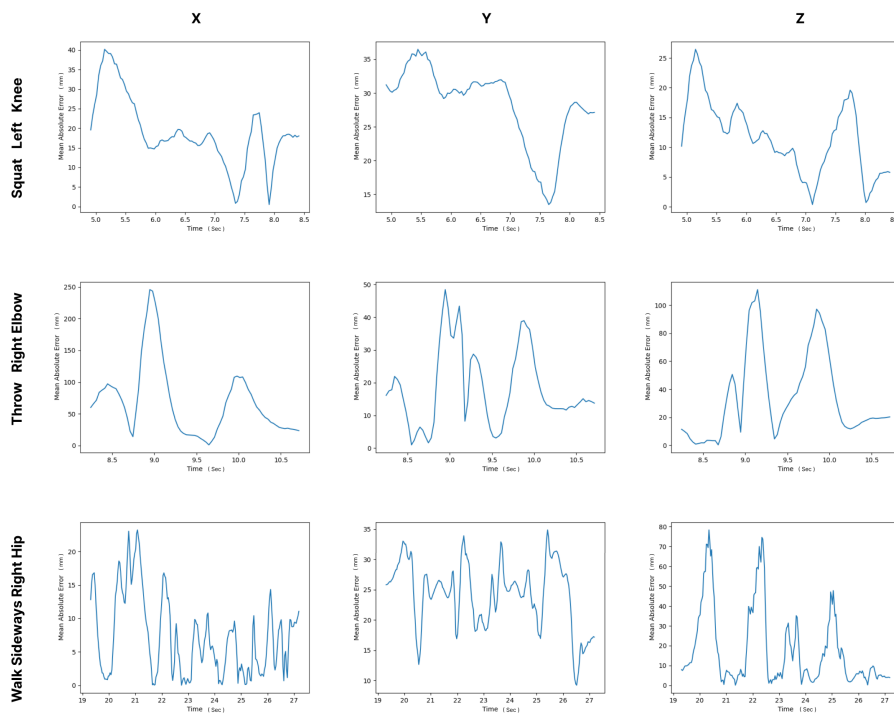 X Y Z
Squat Left Knee
Mean Absolute Error (mm)
40
35
30
25
20
15
10
5
0
5.0 5.5 6.0 6.5 7.0 7.5 8.0 8.5
Time (Sec)
Mean Absolute Error (mm)
35
30
25
20
15
5.0 5.5 6.0 6.5 7.0 7.5 8.0 8.5
Time (Sec)
Mean Absolute Error (mm)
25
20
15
10
5
0
5.0 5.5 6.0 6.5 7.0 7.5 8.0 8.
Time (Sec)
Throw Right Elbow
Mean Absolute Error (mm)
250
200
150
100
50
0
8.5 9.0 9.5 10.0 10.5
Time (Sec)
Mean Absolute Error (mm)
50
40
30
20
10
0
8.5 9.0 9.5 10.0 10.5
Time (Sec)
Mean Absolute Error (mm)
100
80
60
40
20
0
8.5 9.0 9.5 10.0 10.5
Time (Sec)
Walk Sideways Right Hip
Mean Absolute Error (mm)
20
15
10
5
0
19 20 21 22 23 24 25 26 27
Time (Sec)
Mean Absolute Error (mm)
35
30
25
20
15
10
19 20 21 22 23 24 25 26 27
Time (Sec)
Mean Absolute Error (mm)
80
70
60
50
40
30
20
10
0
19 20 21 22 23 24 25 26 27
Time (Sec)